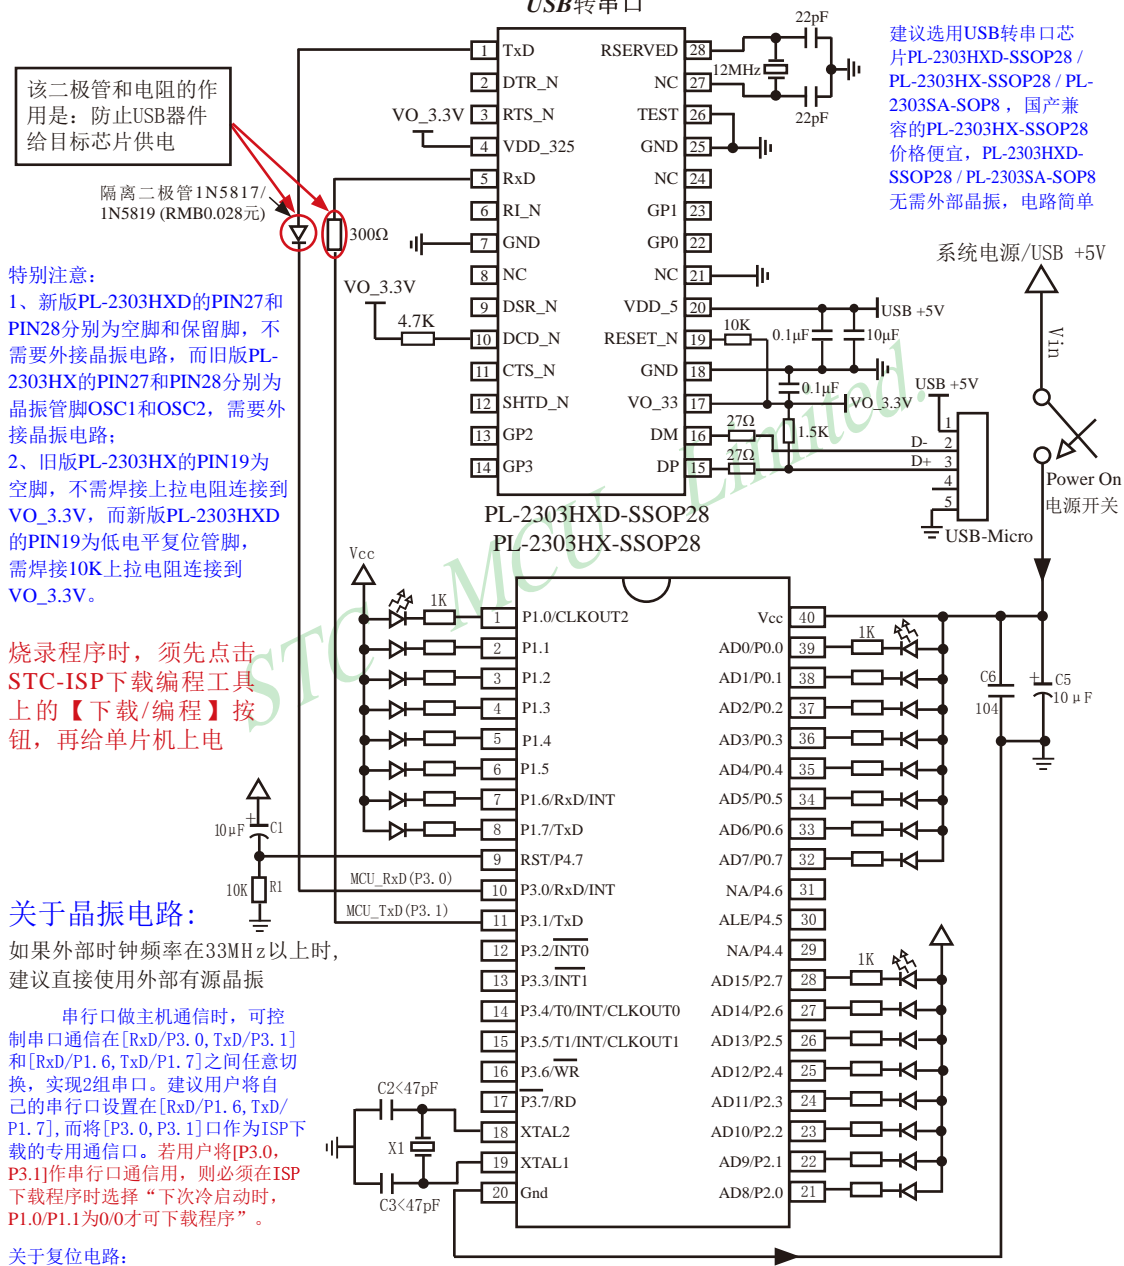 USB转串口
该二极管和电阻的作
用是：防止USB器件
给目标芯片供电
隔离二极管1N5817/
1N5819 (RMB0.028元)
300Ω
特别注意：
1、新版PL-2303HXD的PIN27和
PIN28分别为空脚和保留脚，不
需要外接晶振电路，而旧版PL-
2303HX的PIN27和PIN28分别为
晶振管脚OSC1和OSC2，需要外
接晶振电路；
2、旧版PL-2303HX的PIN19为
空脚，不需焊接上拉电阻连接到
VO_3.3V，而新版PL-2303HXD
的PIN19为低电平复位管脚，
需焊接10K上拉电阻连接到
VO_3.3V。
烧录程序时，须先点击
STC-ISP下载编程工具
上的【下载/编程】按
钮，再给单片机上电
建议选用USB转串口芯
片PL-2303HXD-SSOP28 /
PL-2303HX-SSOP28 / PL-
2303SA-SOP8 ，国产兼
容的PL-2303HX-SSOP28
价格便宜，PL-2303HXD-
SSOP28 / PL-2303SA-SOP8
无需外部晶振，电路简单
1 TxD RSERVED 28
2 DTR_N NC 27
3 RTS_N TEST 26
4 VDD_325 GND 25
5 RxD NC 24
6 RI_N GP1 23
7 GND GP0 22
8 NC NC 21
9 DSR_N VDD_5 20
10 DCD_N RESET_N 19
11 CTS_N GND 18
12 SHTD_N VO_33 17
13 GP2 DM 16
14 GP3 DP 15
VO_3.3V
VO_3.3V
4.7K
22pF
12MHz
22pF
USB +5V
10K
0.1μF
10μF
0.1μF
VO_3.3V
27Ω
1.5K
27Ω
USB +5V
D-
D+
1
2
3
4
5
USB-Micro
系统电源/USB +5V
Vin
Power On
电源开关
PL-2303HXD-SSOP28
PL-2303HX-SSOP28
STC MCU Limited.
Vcc
1K
1 P1.0/CLKOUT2 Vcc 40
2 P1.1 AD0/P0.0 39
3 P1.2 AD1/P0.1 38
4 P1.3 AD2/P0.2 37
5 P1.4 AD3/P0.3 36
6 P1.5 AD4/P0.4 35
7 P1.6/RxD/INT AD5/P0.5 34
8 P1.7/TxD AD6/P0.6 33
9 RST/P4.7 AD7/P0.7 32
10 P3.0/RxD/INT NA/P4.6 31
11 P3.1/TxD ALE/P4.5 30
12 P3.2/INT0 NA/P4.4 29
13 P3.3/INT1 AD15/P2.7 28
14 P3.4/T0/INT/CLKOUT0 AD14/P2.6 27
15 P3.5/T1/INT/CLKOUT1 AD13/P2.5 26
16 P3.6/WR AD12/P2.4 25
17 P3.7/RD AD11/P2.3 24
18 XTAL2 AD10/P2.2 23
19 XTAL1 AD9/P2.1 22
20 Gnd AD8/P2.0 21
1K
1K
C6
104
+ C5
10μF
+
10μF C1
10K R1
MCU_RxD(P3.0)
MCU_TxD(P3.1)
C2<47pF
X1
C3<47pF
关于晶振电路:
如果外部时钟频率在33MHz以上时,
建议直接使用外部有源晶振
串行口做主机通信时，可控
制串口通信在[RxD/P3.0,TxD/P3.1]
和[RxD/P1.6,TxD/P1.7]之间任意切
换，实现2组串口。建议用户将自
己的串行口设置在[RxD/P1.6,TxD/
P1.7],而将[P3.0,P3.1]口作为ISP下
载的专用通信口。若用户将[P3.0，
P3.1]作串行口通信用，则必须在ISP
下载程序时选择“下次冷启动时，
P1.0/P1.1为0/0才可下载程序”。
关于复位电路：